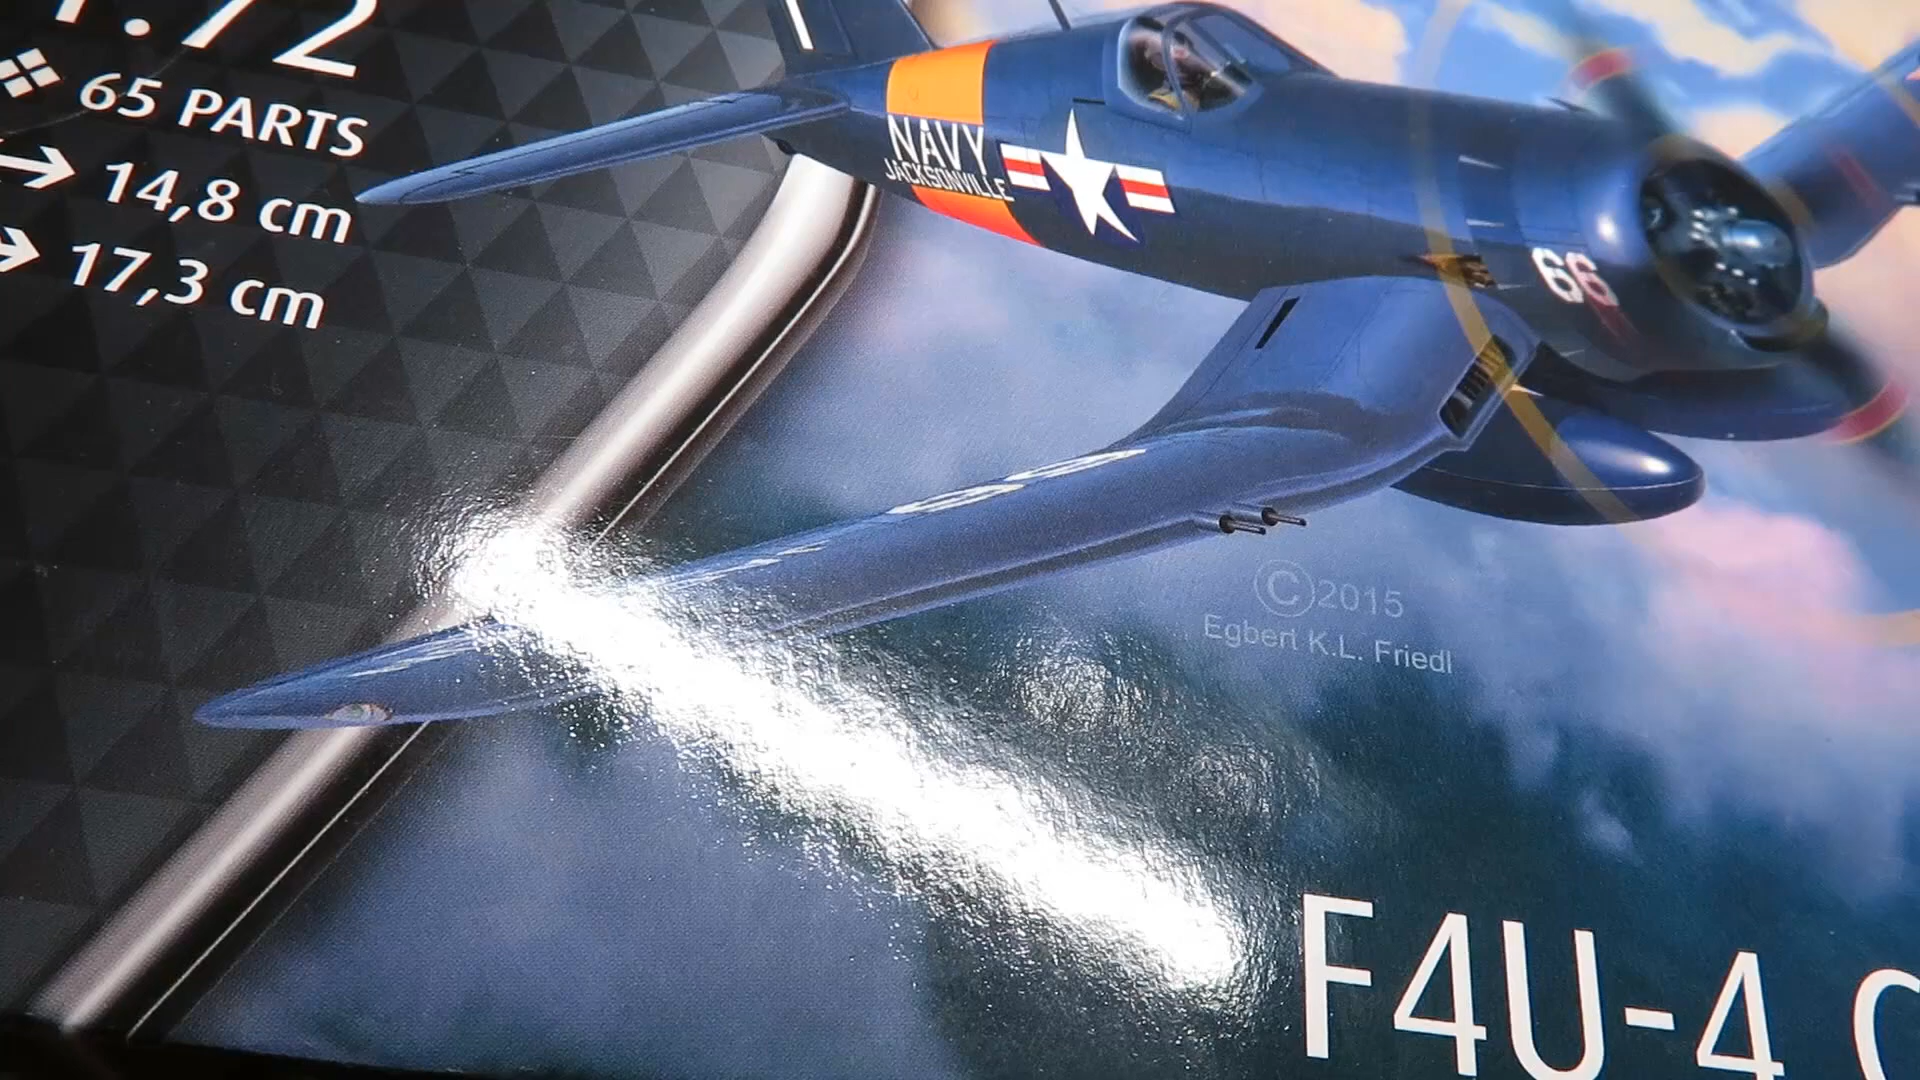 1:72
65 PARTS
14,8 cm
17,3 cm
NAVY
JACKSONVILLE
66
©2015
Egbert K.L. Friedl
F4U-4